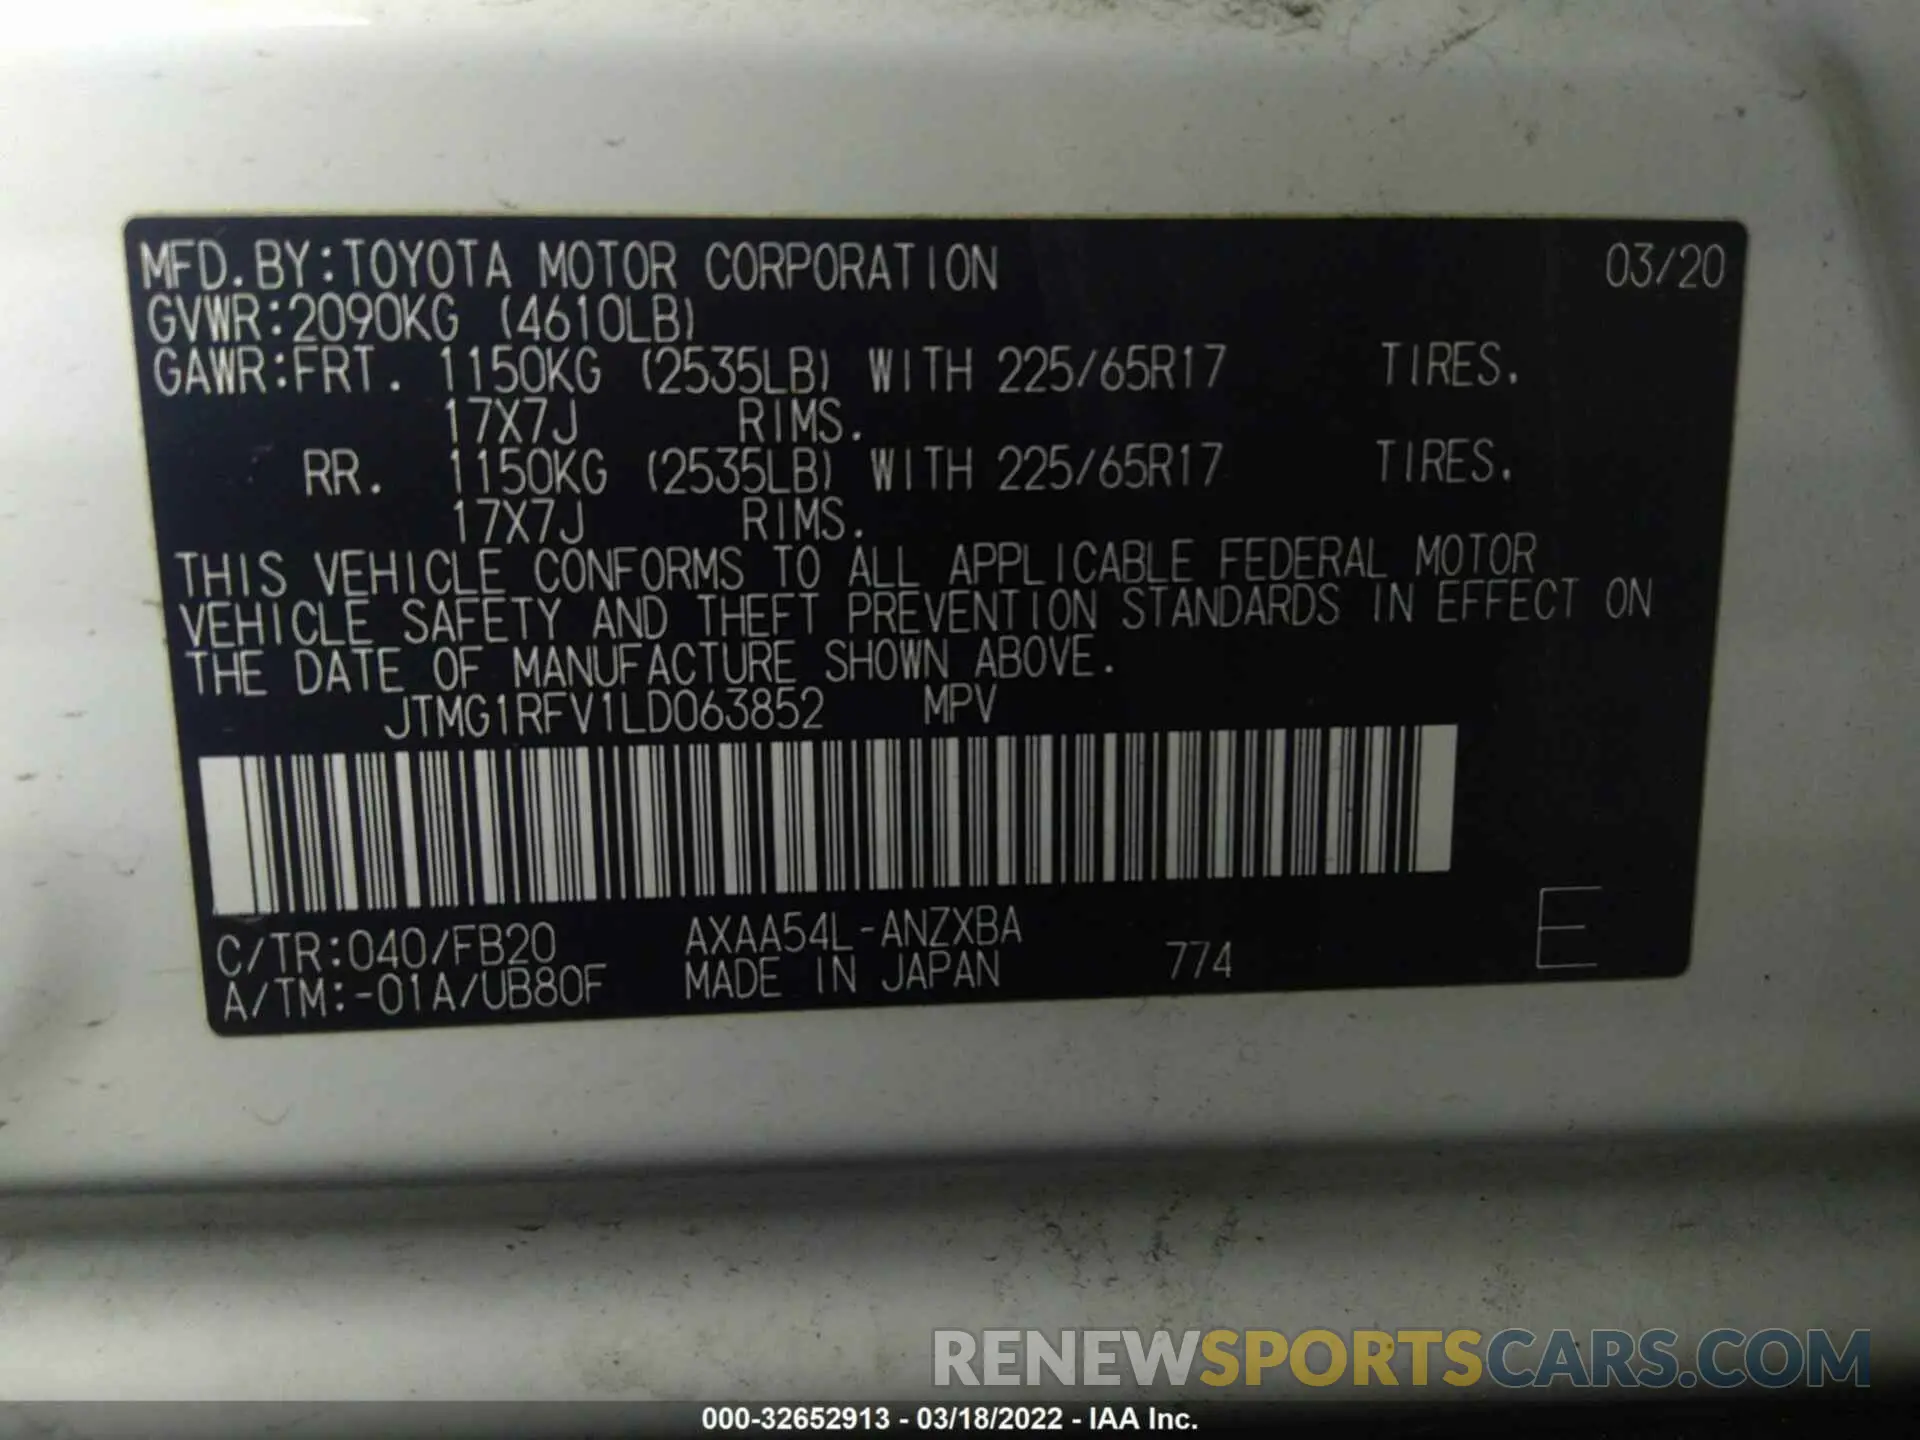 MFD.BY:TOYOTA MOTOR CORPORATION 03/20
GVWR:2090KG (4610LB)
GAWR:FRT. 1150KG (2535LB) WITH 225/65R17 TIRES.
17X7J RIMS.
RR. 1150KG (2535LB) WITH 225/65R17 TIRES.
17X7J RIMS.
THIS VEHICLE CONFORMS TO ALL APPLICABLE FEDERAL MOTOR
VEHICLE SAFETY AND THEFT PREVENTION STANDARDS IN EFFECT ON
THE DATE OF MANUFACTURE SHOWN ABOVE.
JTMG1RFV1LD063852 MPV
C/TR:040/FB20 AXAA54L-ANZXBA
A/TM:-01A/UB80F MADE IN JAPAN 774 E
RENEWSPORTSCARS.COM
000-32652913 - 03/18/2022 - IAA Inc.